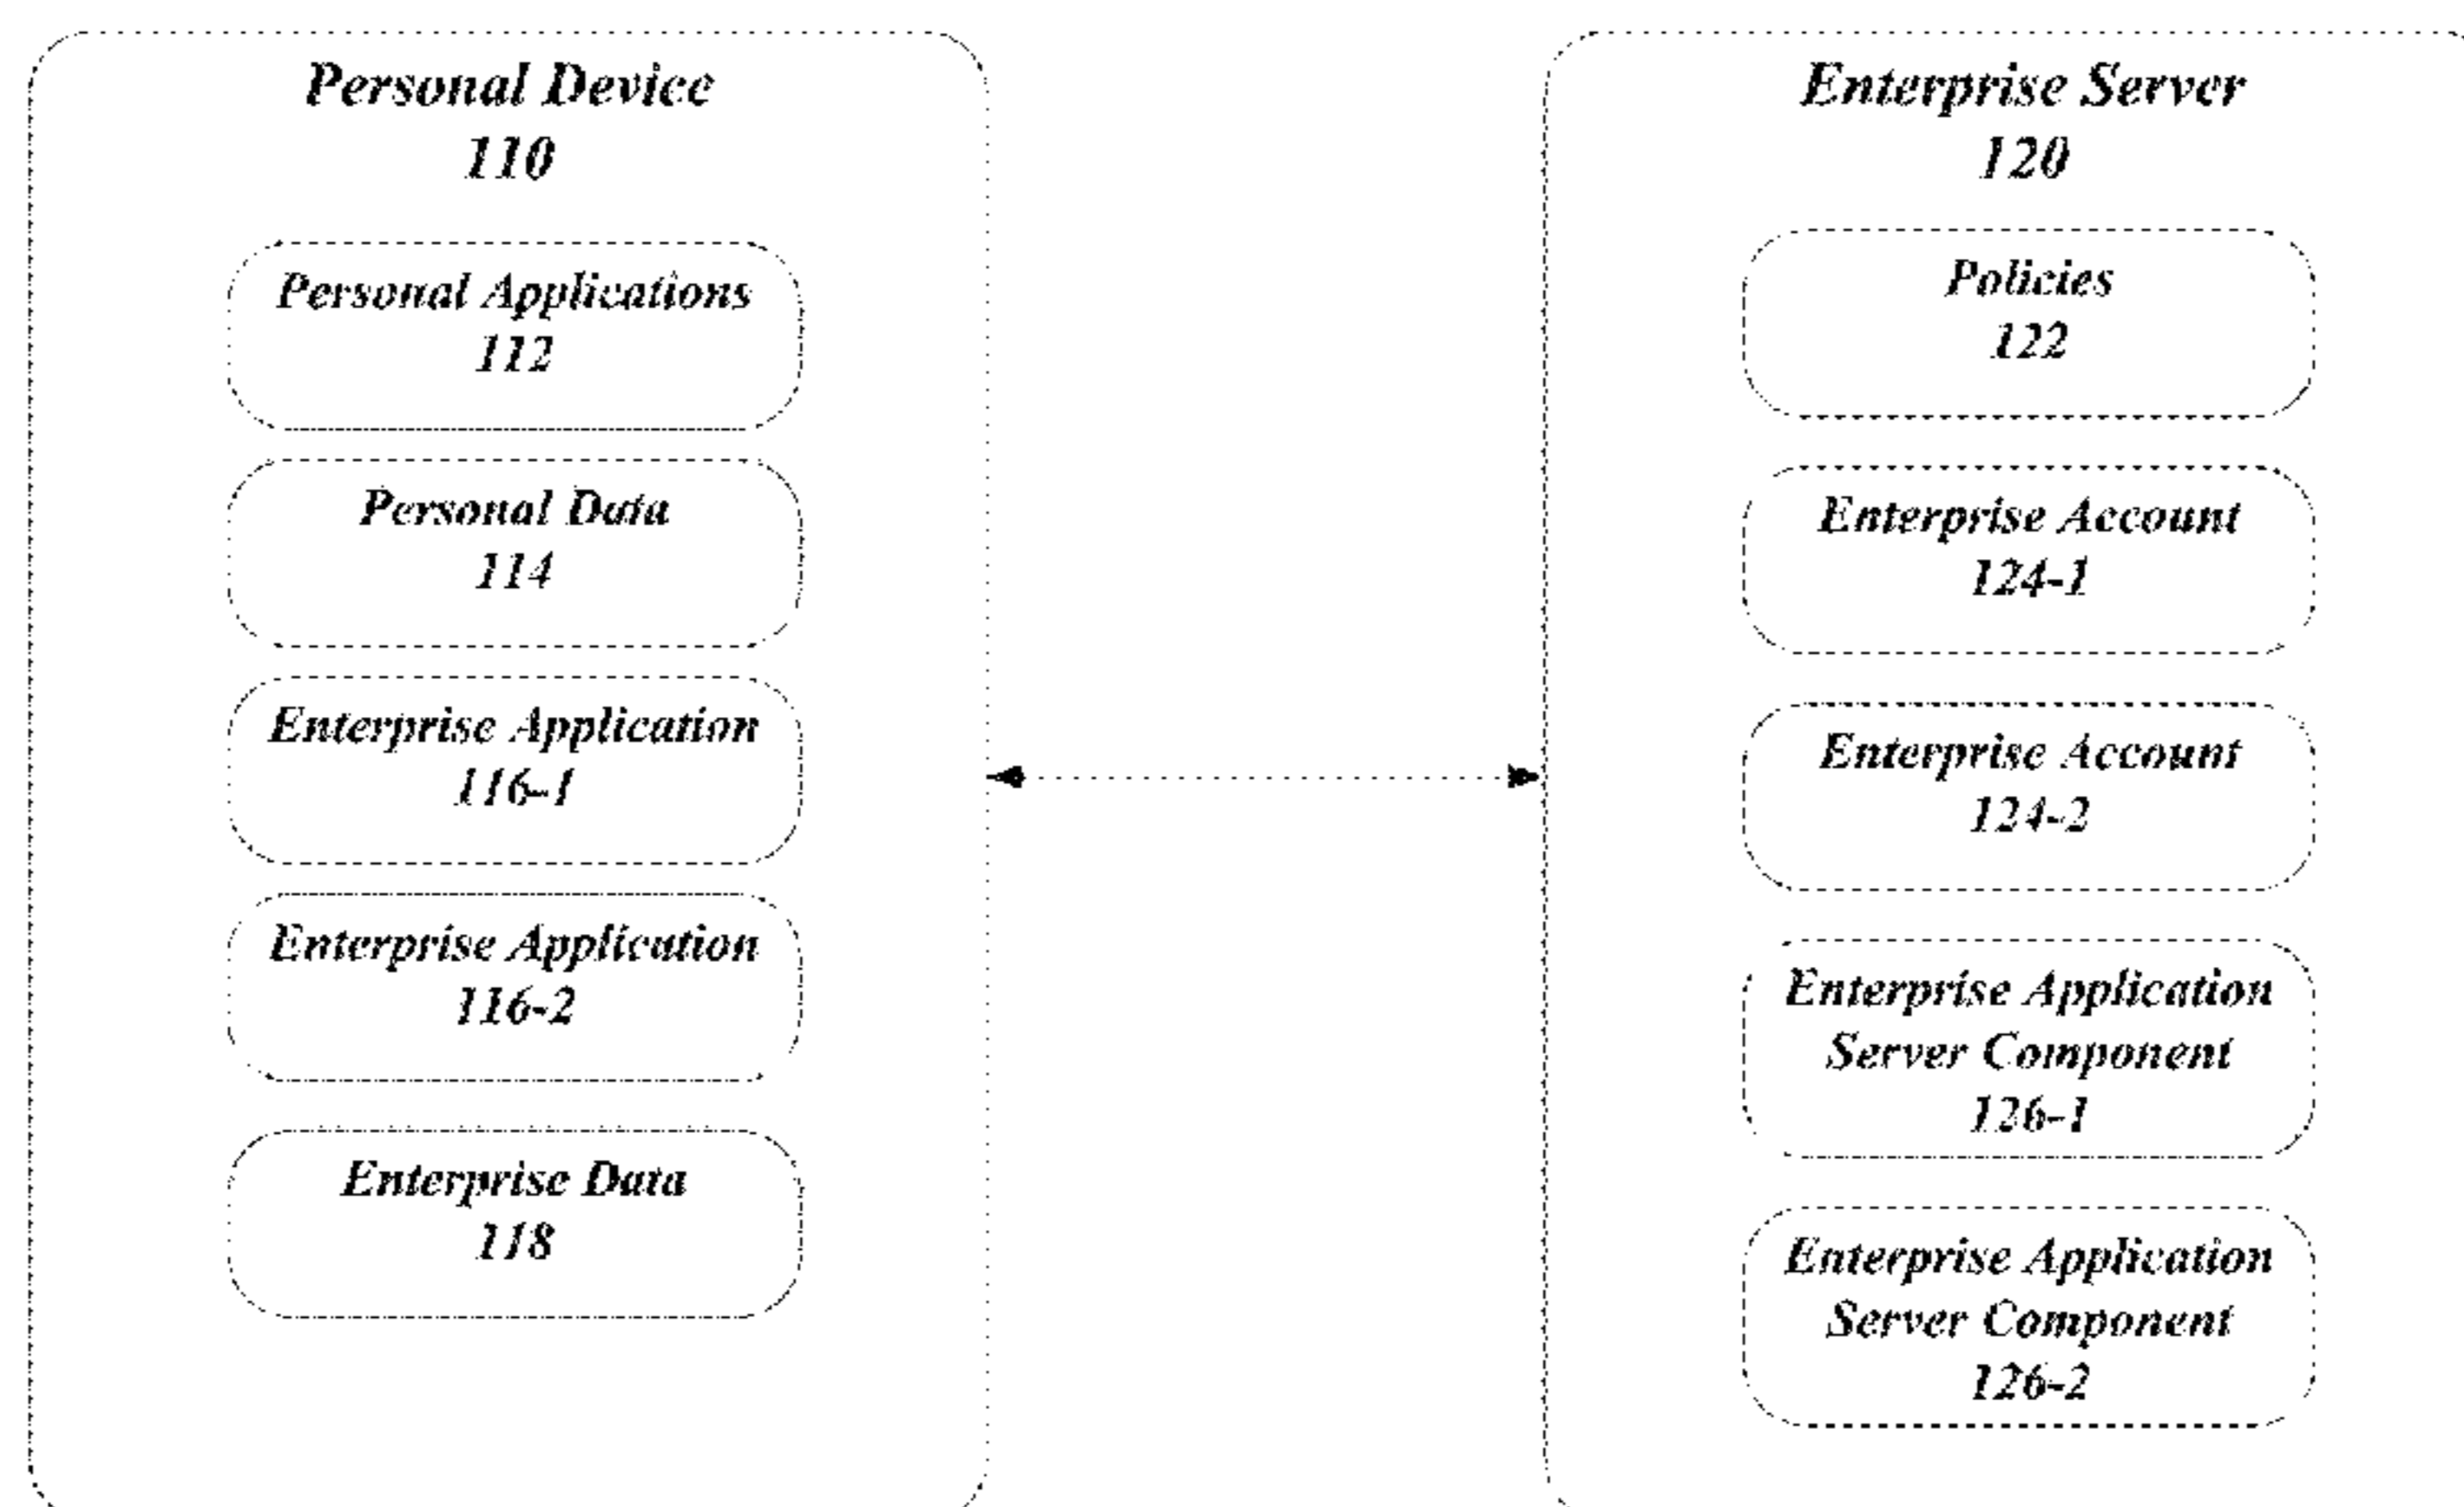 Personal Device
110
Personal Applications
112
Personal Data
114
Enterprise Application
116-1
Enterprise Application
116-2
Enterprise Data
118
Enterprise Server
120
Policies
122
Enterprise Account
124-1
Enterprise Account
124-2
Enterprise Application
Server Component
126-1
Enterprise Application
Server Component
126-2